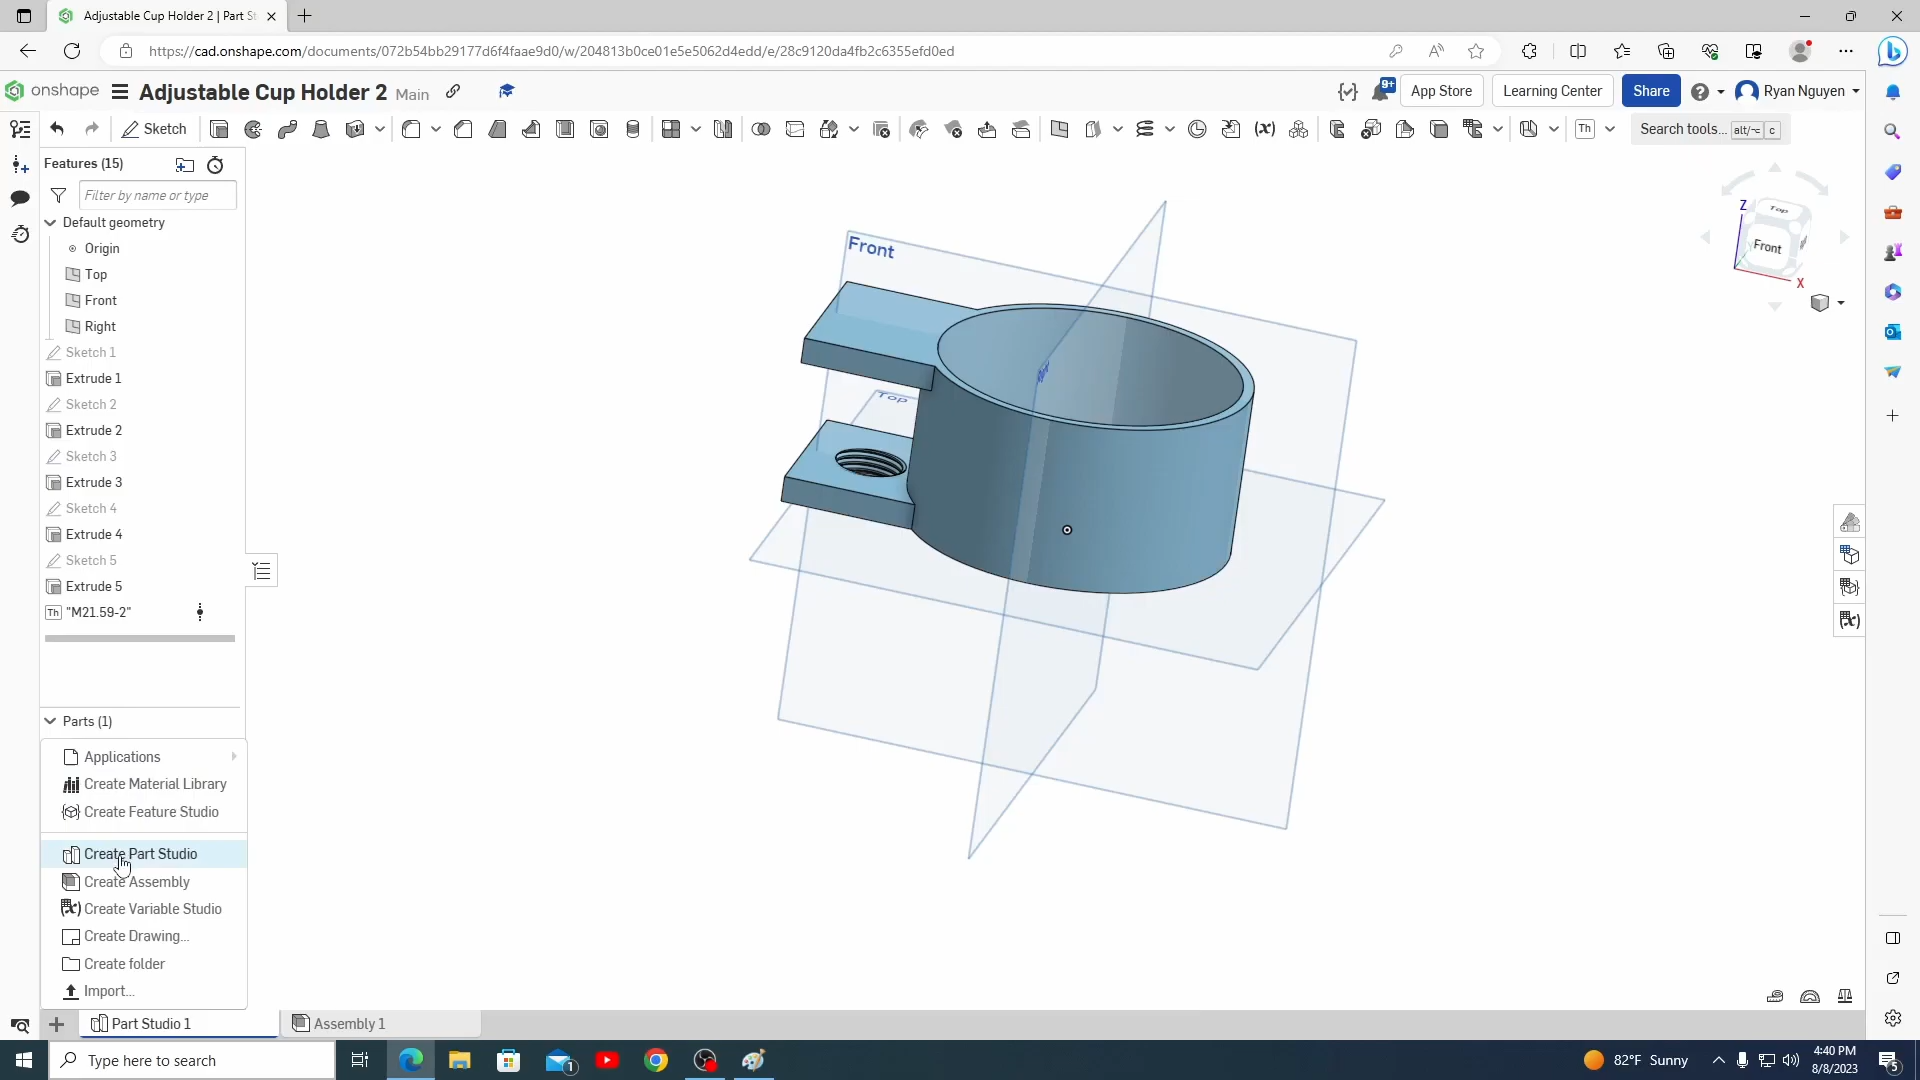 Adjustable Cup Holder 2 | Part St
https://cad.onshape.com/documents/072b54bb29177d6f4faae9d0/w/204813b0ce01e5e5062d4edd/e/28c9120da4fb2c6355efd0ed
onshape
Adjustable Cup Holder 2 Main
9+
App Store
Learning Center
Share
Ryan Nguyen
Sketch
Th
Search tools... alt/⌥ c
Features (15)
Filter by name or type
Default geometry
Origin
Top
Front
Right
Sketch 1
Extrude 1
Sketch 2
Extrude 2
Sketch 3
Extrude 3
Sketch 4
Extrude 4
Sketch 5
Extrude 5
Th "M21.59-2"
Parts (1)
Applications
Create Material Library
Create Feature Studio
Create Part Studio
Create Assembly
Create Variable Studio
Create Drawing...
Create folder
Import...
Front
Top
Z
Top
Front
X
Part Studio 1
Assembly 1
Type here to search
1
82°F Sunny
4:40 PM
8/8/2023
5